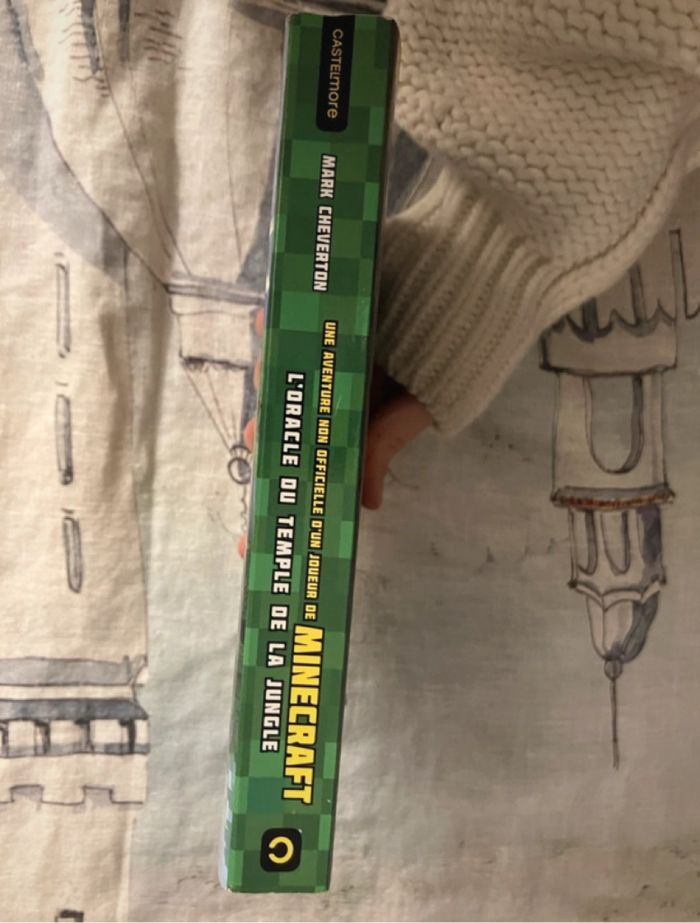 CASTELmore
MARK CHEVERTON
UNE AVENTURE NON OFFICIELLE D'UN JOUEUR DE MINECRAFT
L'ORACLE DU TEMPLE DE LA JUNGLE